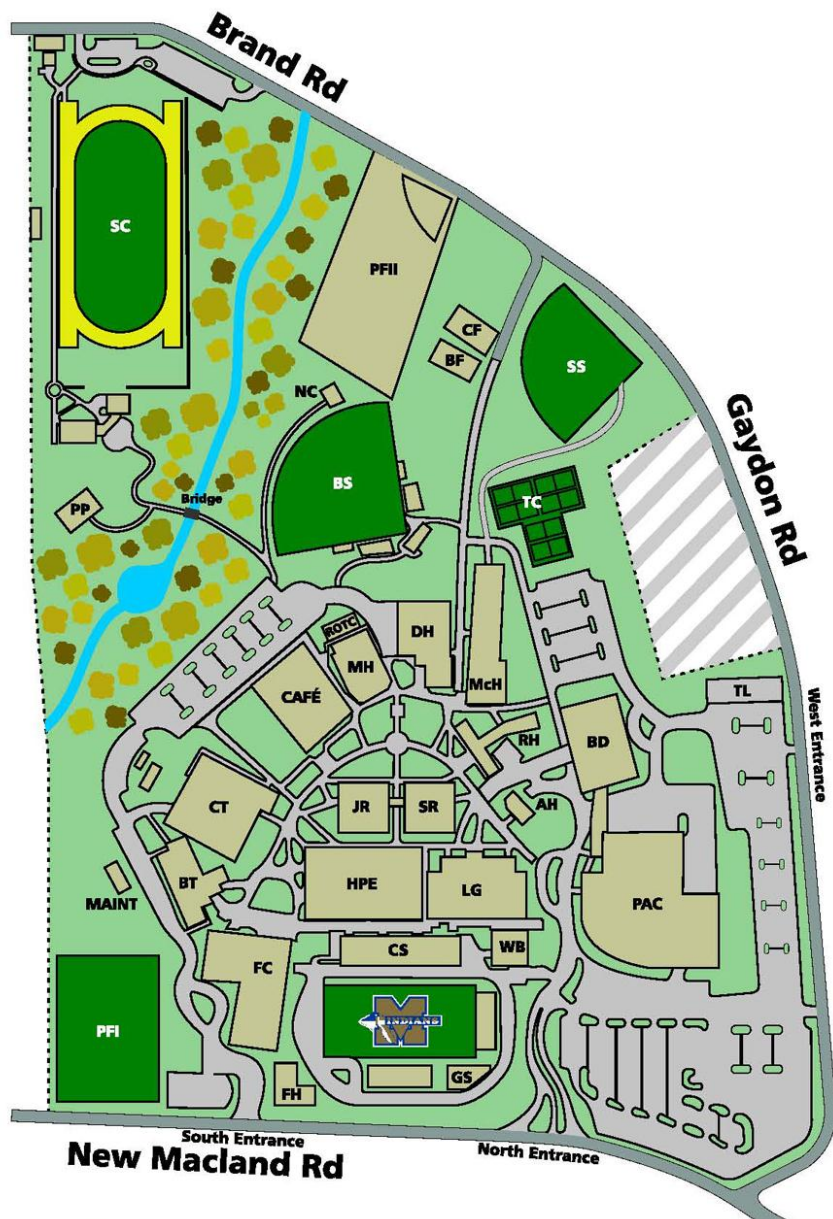 Brand Rd
SC
PFII
CF
BF
SS
NC
Gaydon Rd
BS
TC
PP
Bridge
ROTC
DH
MH
McH
CAFÉ
TL
West Entrance
RH
BD
CT
JR
SR
AH
BT
HPE
LG
PAC
MAINT
CS
WB
FC
PFI
M
INDIANS
GS
FH
South Entrance
North Entrance
New Macland Rd